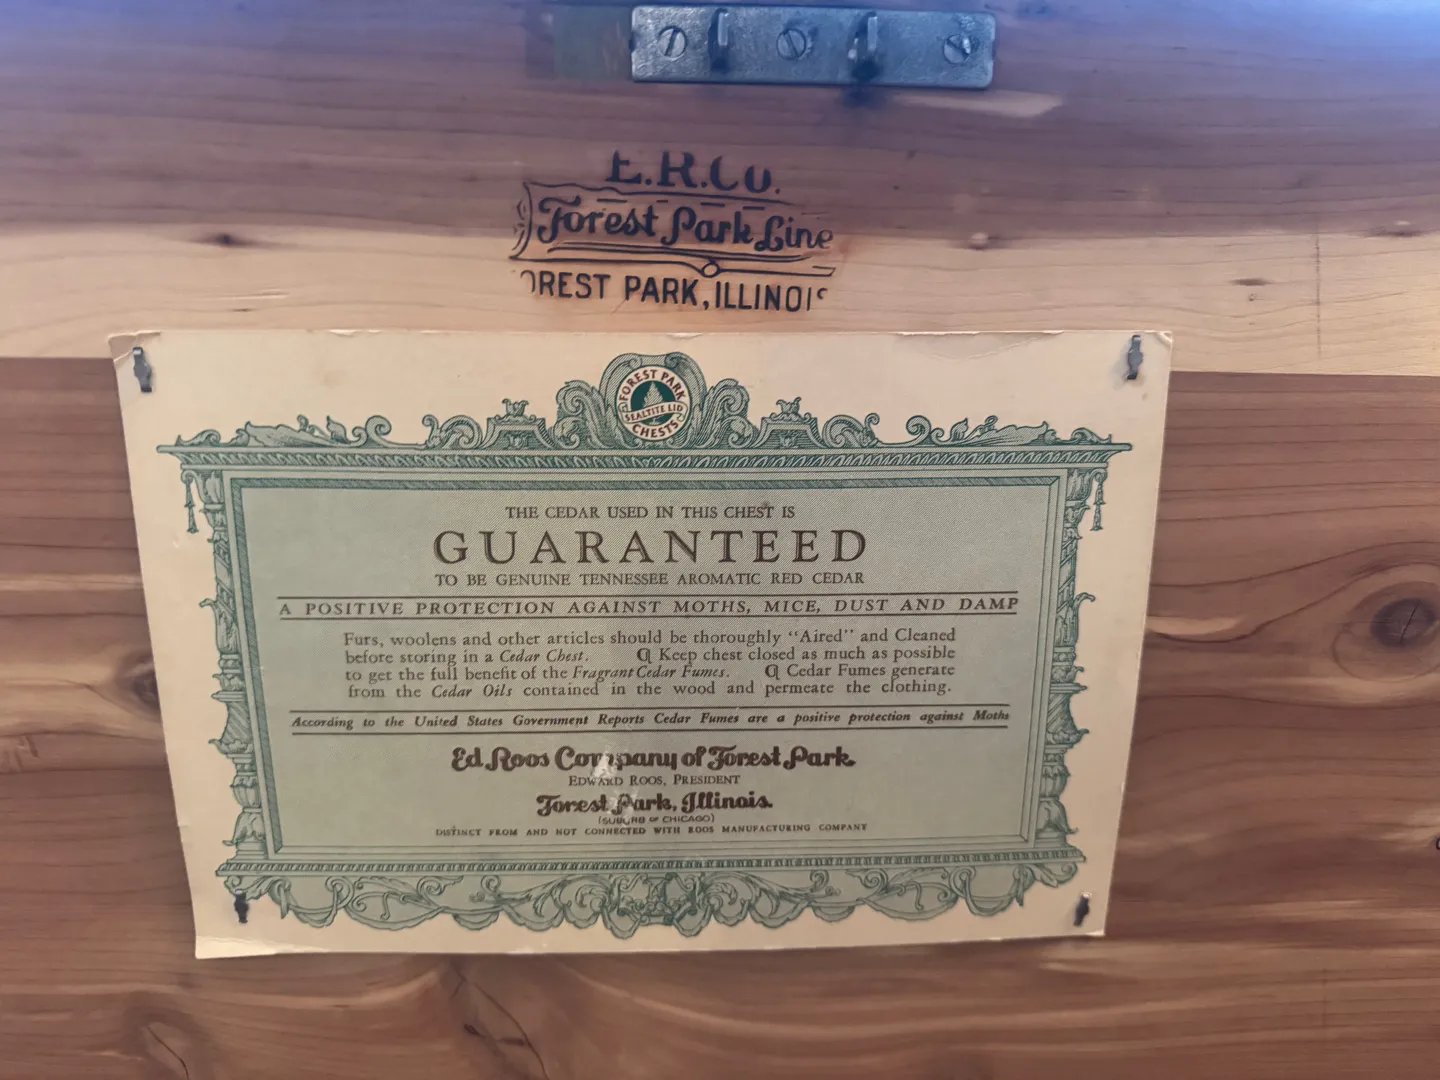 E.R.Co.
Forest Park Line
OREST PARK, ILLINOIS
FOREST PARK
SEALTITE LID
CHESTS
THE CEDAR USED IN THIS CHEST IS
GUARANTEED
TO BE GENUINE TENNESSEE AROMATIC RED CEDAR
A POSITIVE PROTECTION AGAINST MOTHS, MICE, DUST AND DAMP
Furs, woolens and other articles should be thoroughly “Aired” and Cleaned
before storing in a Cedar Chest. ❡ Keep chest closed as much as possible
to get the full benefit of the Fragrant Cedar Fumes. ❡ Cedar Fumes generate
from the Cedar Oils contained in the wood and permeate the clothing.
According to the United States Government Reports Cedar Fumes are a positive protection against Moths
Ed Roos Company of Forest Park.
EDWARD ROOS, PRESIDENT
Forest Park, Illinois.
(SUBURB OF CHICAGO)
DISTINCT FROM AND NOT CONNECTED WITH ROOS MANUFACTURING COMPANY